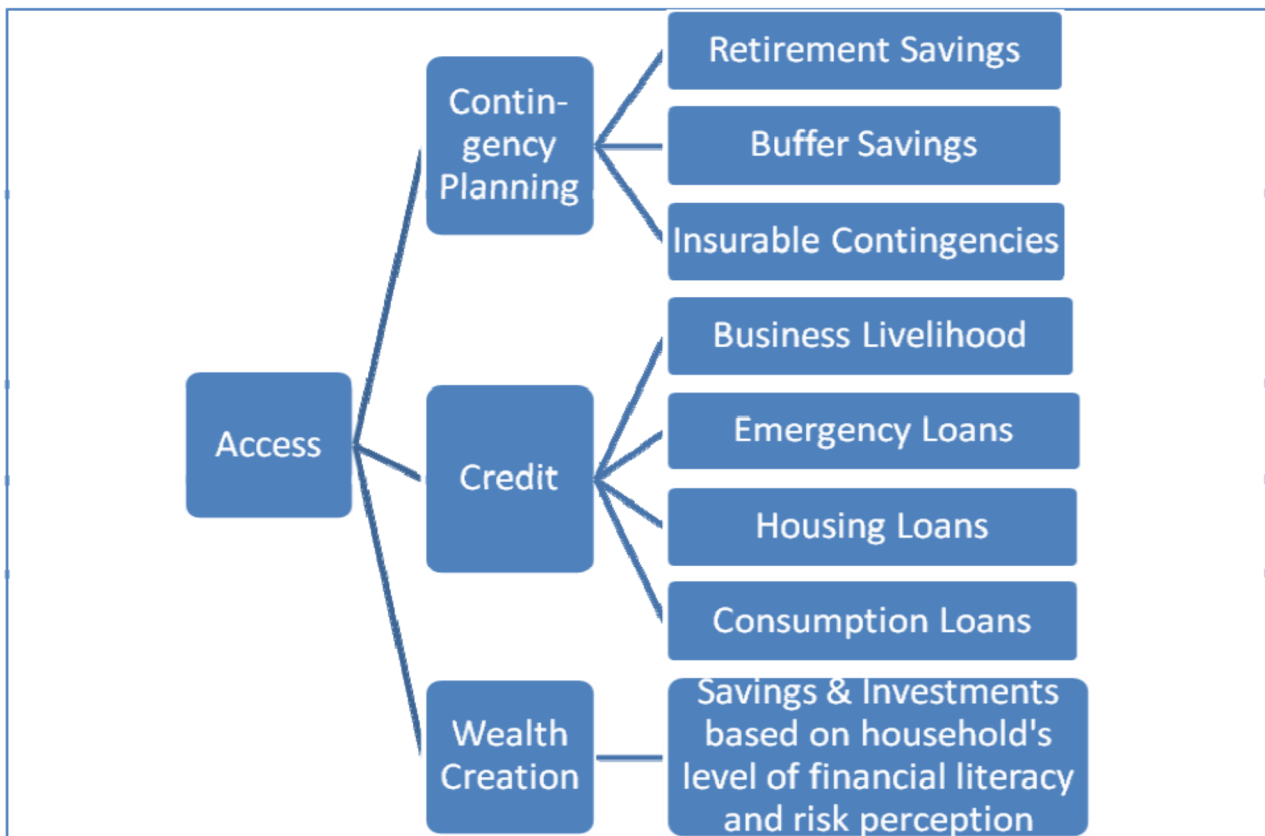 Access
Contin-
gency
Planning
Retirement Savings
Buffer Savings
Insurable Contingencies
Credit
Business Livelihood
Emergency Loans
Housing Loans
Consumption Loans
Wealth
Creation
Savings & Investments
based on household's
level of financial literacy
and risk perception